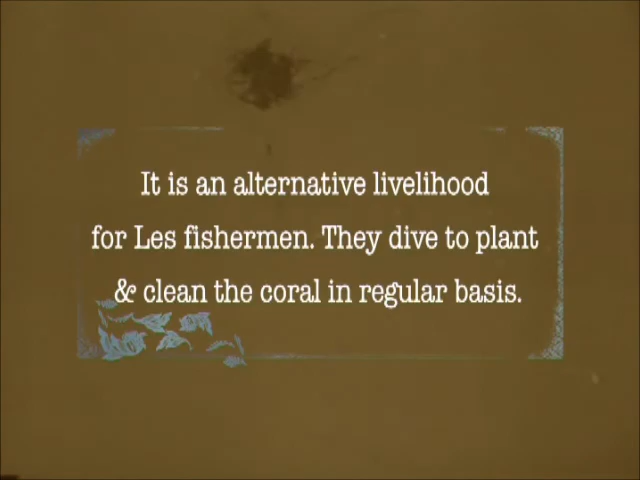 It is an alternative livelihood
for Les fishermen. They dive to plant
& clean the coral in regular basis.